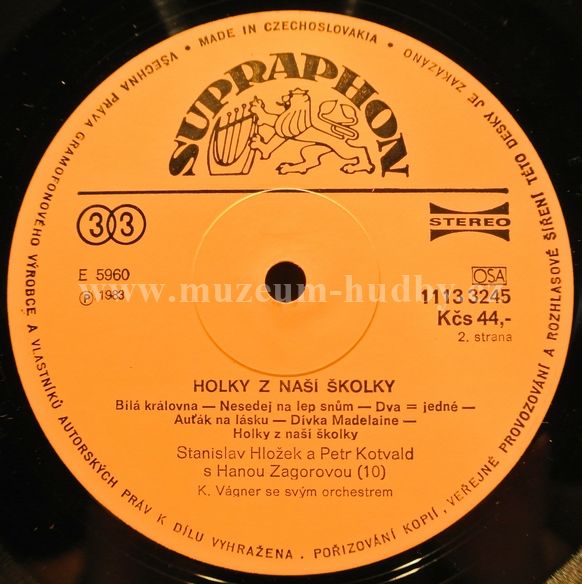 VŠECHNA PRÁVA GRAMOFONOVÉHO VÝROBCE A VLASTNÍKŮ AUTORSKÝCH PRÁV K DÍLU VYHRAŽENA. POŘIZOVÁNÍ KOPIÍ, VEŘEJNÉ PROVOZOVÁNÍ A ROZHLASOVÉ ŠÍŘENÍ TÉTO DESKY JE ZAKÁZÁNO • MADE IN CZECHOSLOVAKIA •
SUPRAPHON
33
STEREO
E 5960
OSA
℗ 1983
1113 3245
www.muzeum-hudby.cz
Kčs 44,-
2. strana
HOLKY Z NAŠÍ ŠKOLKY
Bílá královna — Nesedej na lep snům — Dva = jedné —
Auťák na lásku — Dívka Madelaine —
Holky z naší školky
Stanislav Hložek a Petr Kotvald
s Hanou Zagorovou (10)
K. Vágner se svým orchestrem